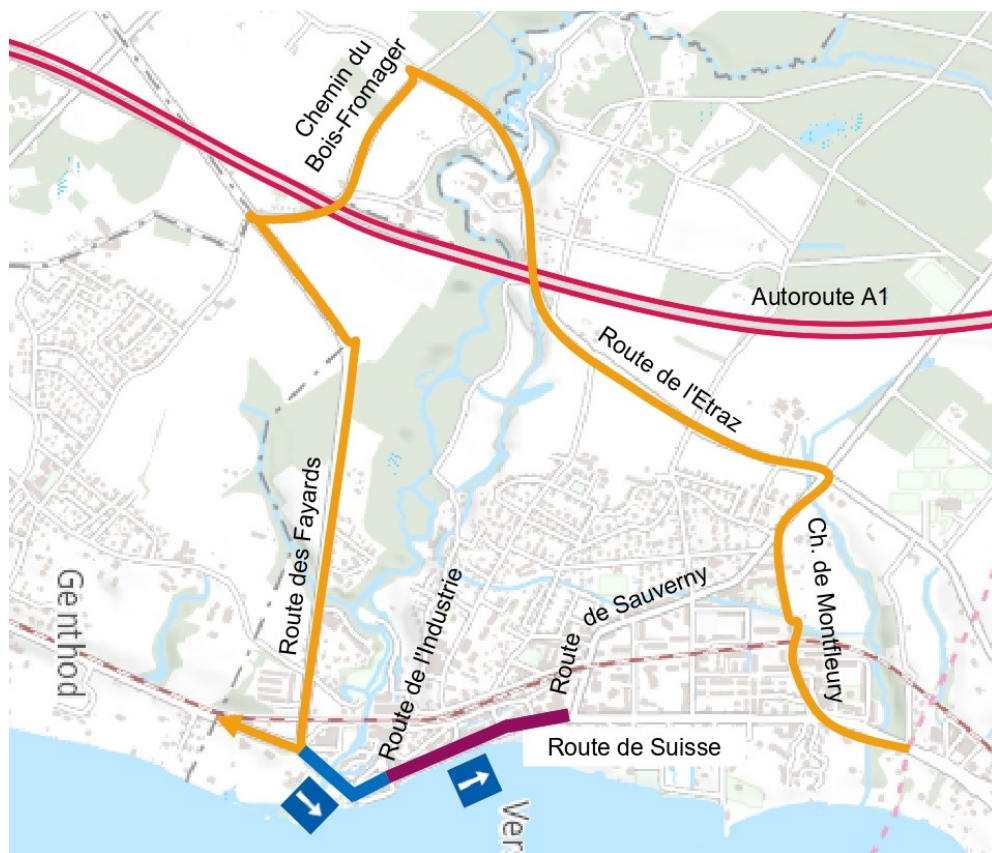 Chemin du
Bois-Fromager
Autoroute A1
Route de l'Etraz
Route des Fayards
Route de l'Industrie
Route de Sauverny
Ch. de Montfleury
Genthod
Route de Suisse
Ver